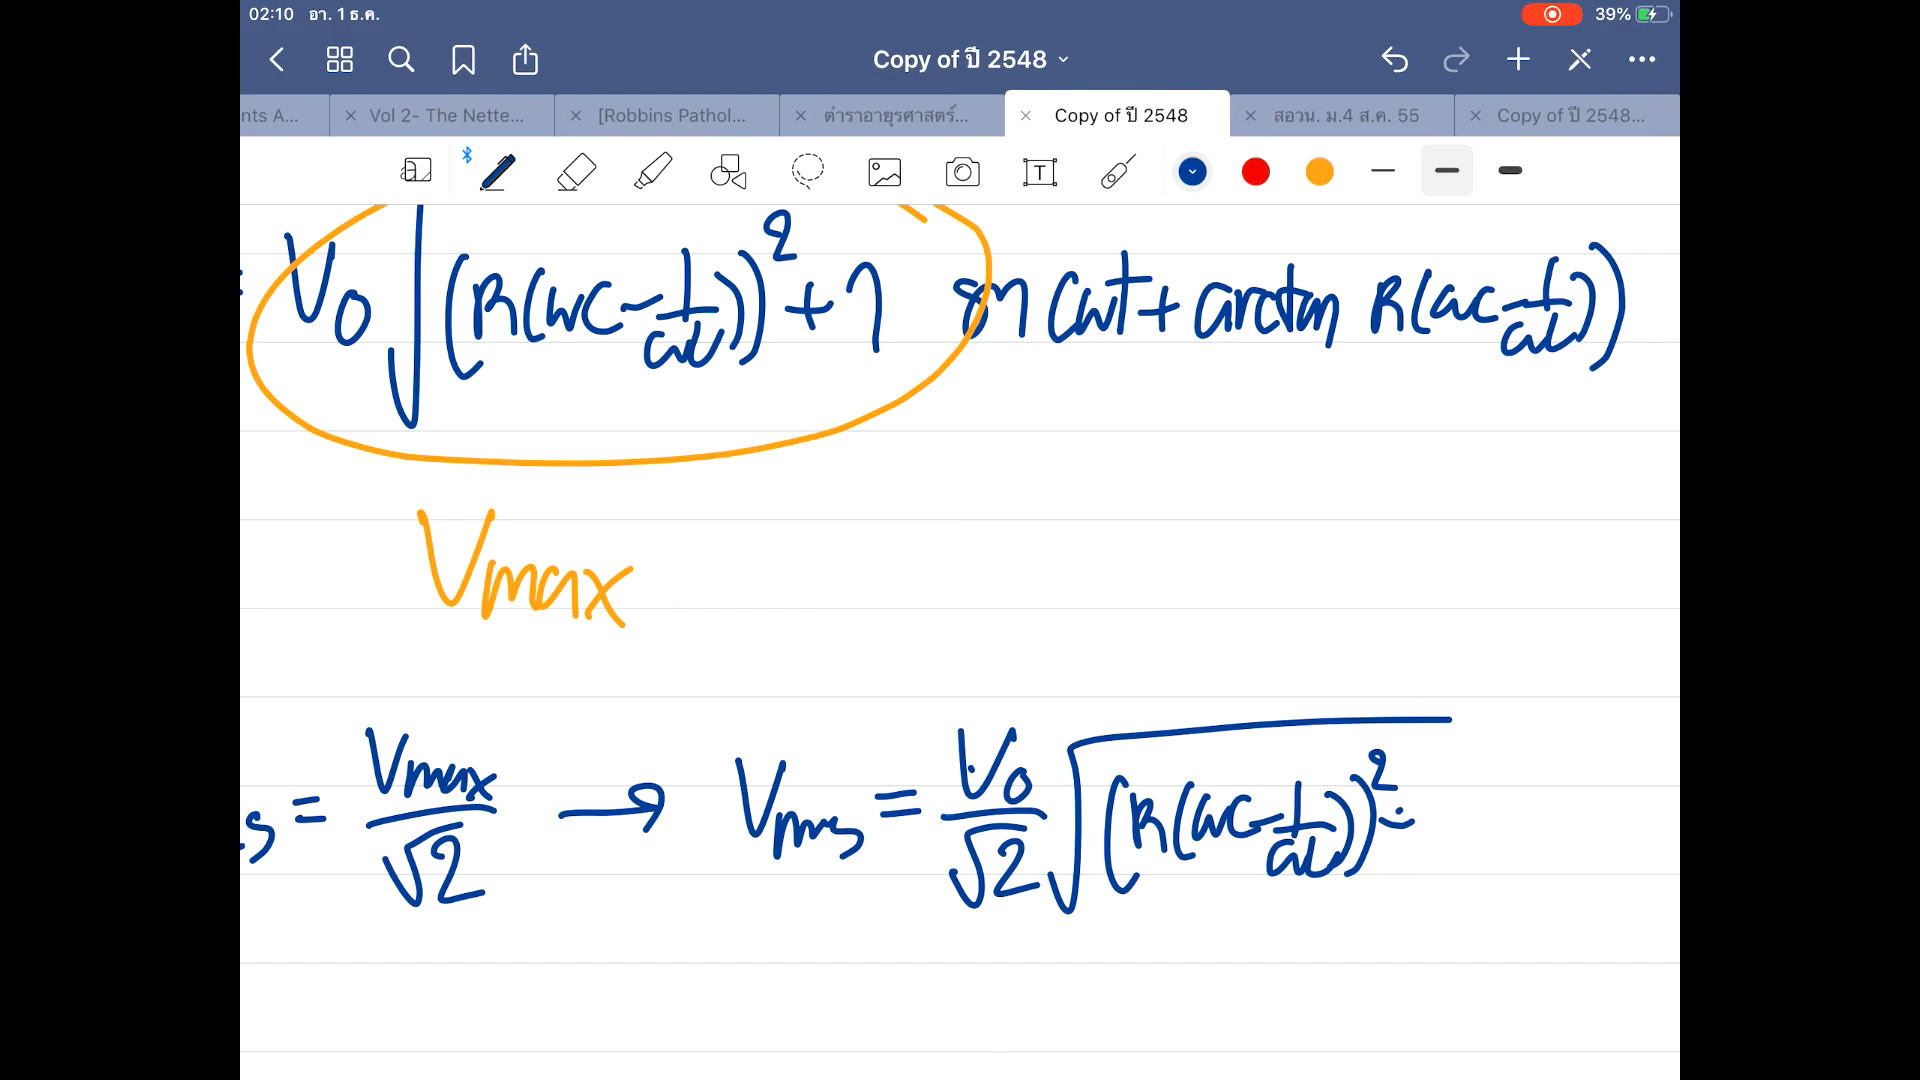 02:10 อา. 1 ธ.ค. 39%
Copy of ปี 2548
nts A... Vol 2- The Nette... [Robbins Pathol... ตำราอายุรศาสตร์... Copy of ปี 2548 สอวน. ม.4 ส.ค. 55 Copy of ปี 2548...
= V₀ √((R(ωC-1/ωL))²+1 sin (ωt + arctan R(ωC-1/ωL))
Vmax
s = Vmax/√2 → Vrms = V₀/√2 √((R(ωC-1/ωL))²